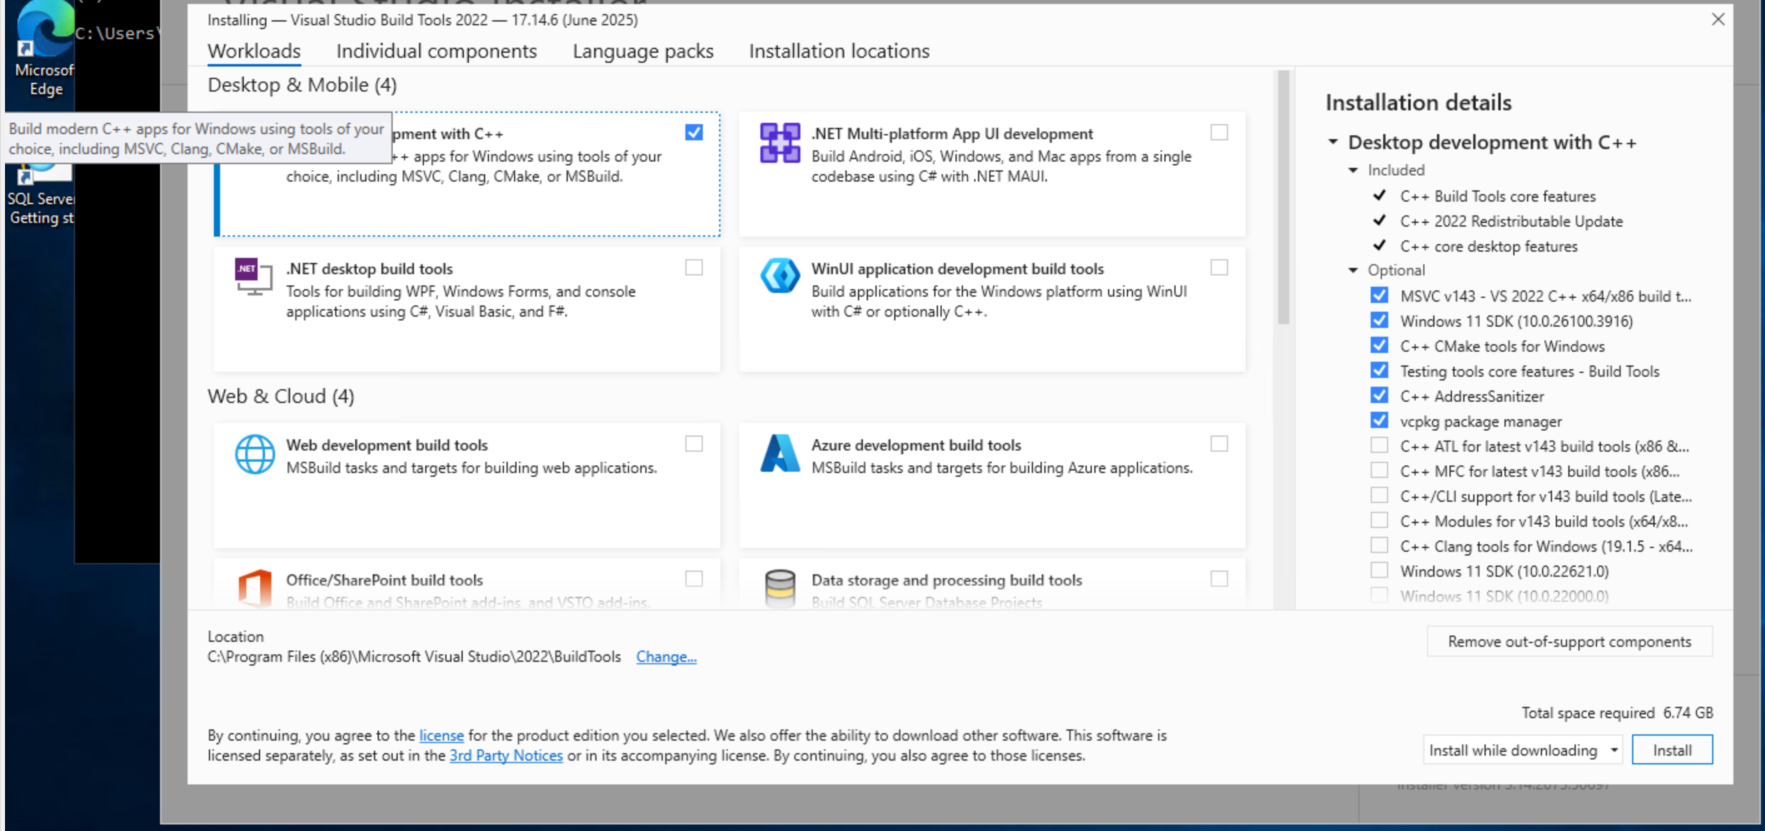 Installing — Visual Studio Build Tools 2022 — 17.14.6 (June 2025)
C:\Users\
Workloads
Individual components
Language packs
Installation locations
Microsof
Edge
SQL Serve
Getting st
Desktop & Mobile (4)
Build modern C++ apps for Windows using tools of your
choice, including MSVC, Clang, CMake, or MSBuild.
pment with C++
++ apps for Windows using tools of your
choice, including MSVC, Clang, CMake, or MSBuild.
.NET Multi-platform App UI development
Build Android, iOS, Windows, and Mac apps from a single
codebase using C# with .NET MAUI.
.NET
.NET desktop build tools
Tools for building WPF, Windows Forms, and console
applications using C#, Visual Basic, and F#.
WinUI application development build tools
Build applications for the Windows platform using WinUI
with C# or optionally C++.
Web & Cloud (4)
Web development build tools
MSBuild tasks and targets for building web applications.
Azure development build tools
MSBuild tasks and targets for building Azure applications.
Office/SharePoint build tools
Build Office and SharePoint add-ins, and VSTO add-ins.
Data storage and processing build tools
Build SQL Server Database Projects
Installation details
Desktop development with C++
Included
C++ Build Tools core features
C++ 2022 Redistributable Update
C++ core desktop features
Optional
MSVC v143 - VS 2022 C++ x64/x86 build t...
Windows 11 SDK (10.0.26100.3916)
C++ CMake tools for Windows
Testing tools core features - Build Tools
C++ AddressSanitizer
vcpkg package manager
C++ ATL for latest v143 build tools (x86 &...
C++ MFC for latest v143 build tools (x86...
C++/CLI support for v143 build tools (Late...
C++ Modules for v143 build tools (x64/x8...
C++ Clang tools for Windows (19.1.5 - x64...
Windows 11 SDK (10.0.22621.0)
Windows 11 SDK (10.0.22000.0)
Location
C:\Program Files (x86)\Microsoft Visual Studio\2022\BuildTools Change...
Remove out-of-support components
Total space required 6.74 GB
By continuing, you agree to the license for the product edition you selected. We also offer the ability to download other software. This software is
licensed separately, as set out in the 3rd Party Notices or in its accompanying license. By continuing, you also agree to those licenses.
Install while downloading
Install